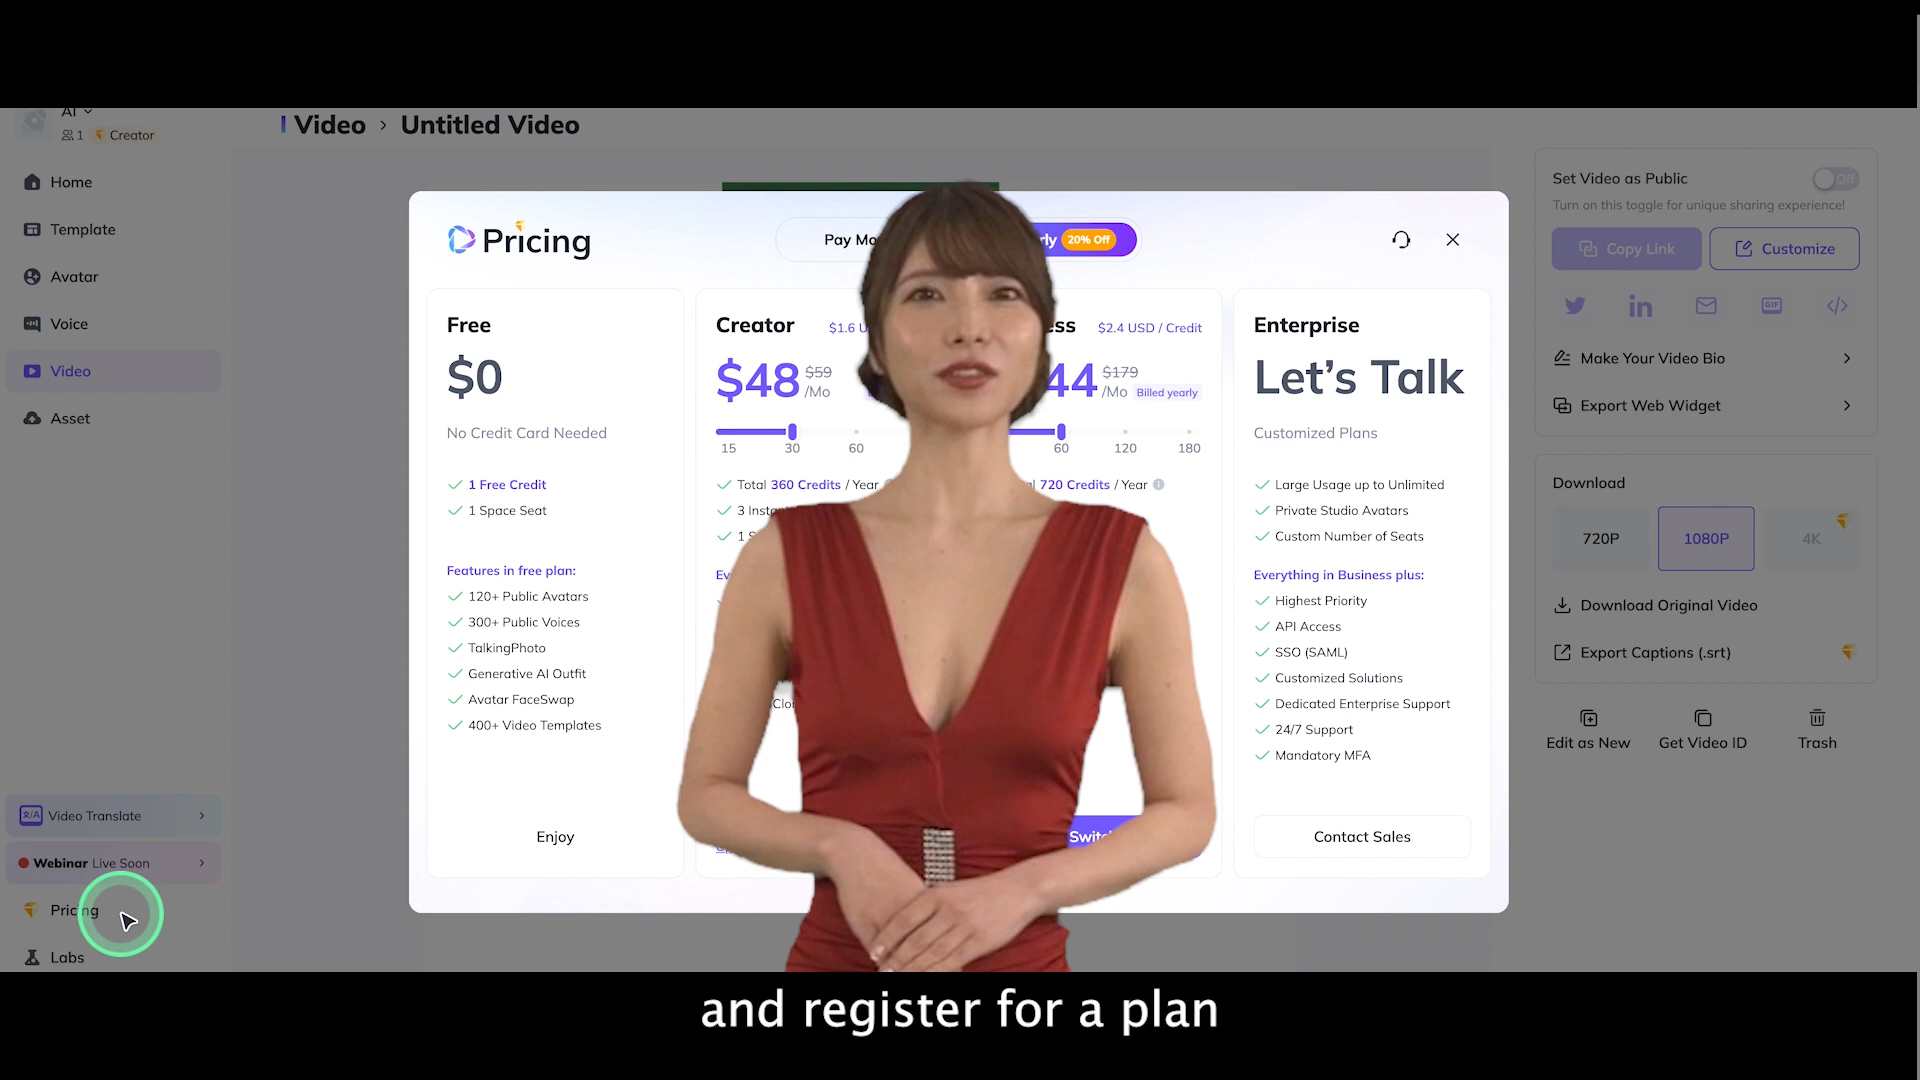 AI
1 Creator
Home
Template
Avatar
Voice
Video
Asset
Video Translate
Webinar Live Soon
Pricing
Labs
Video › Untitled Video
Pricing
Pay
20% Off
Free
$0
No Credit Card Needed
1 Free Credit
1 Space Seat
Features in free plan:
120+ Public Avatars
300+ Public Voices
TalkingPhoto
Generative AI Outfit
Avatar FaceSwap
400+ Video Templates
Enjoy
Creator
$48 $59
/Mo
15 30 60
Total 360 Credits / Year
3
1
$2.4 USD / Credit
$179
/Mo Billed yearly
60 120 180
720 Credits / Year
Enterprise
Let's Talk
Customized Plans
Large Usage up to Unlimited
Private Studio Avatars
Custom Number of Seats
Everything in Business plus:
Highest Priority
API Access
SSO (SAML)
Customized Solutions
Dedicated Enterprise Support
24/7 Support
Mandatory MFA
Contact Sales
Set Video as Public Off
Turn on this toggle for unique sharing experience!
Copy Link Customize
GIF
Make Your Video Bio
Export Web Widget
Download
720P 1080P 4K
Download Original Video
Export Captions (.srt)
Edit as New Get Video ID Trash
and register for a plan